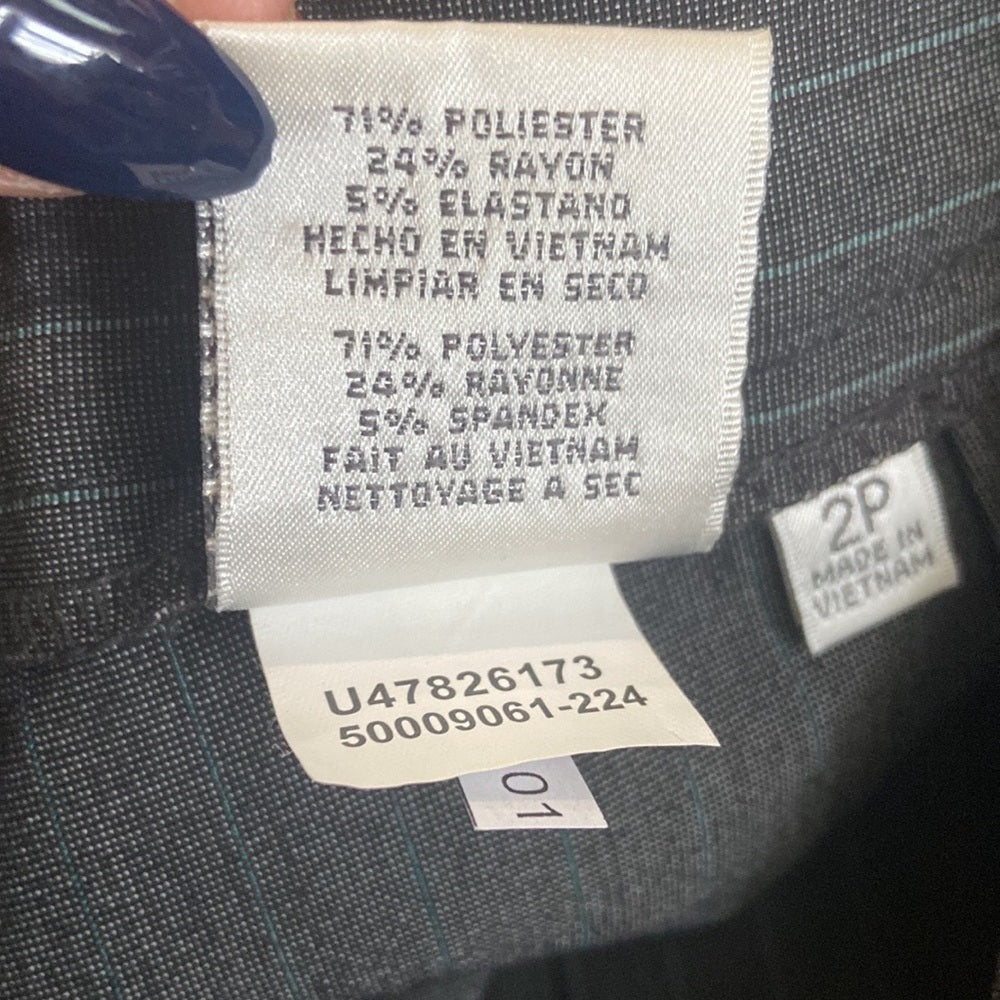 71% POLIESTER
24% RAYON
5% ELASTANO
HECHO EN VIETNAM
LIMPIAR EN SECO
71% POLYESTER
24% RAYONNE
5% SPANDEX
FAIT AU VIETNAM
NETTOYAGE A SEC
2P
MADE IN
VIETNAM
U47826173
50009061-224
01